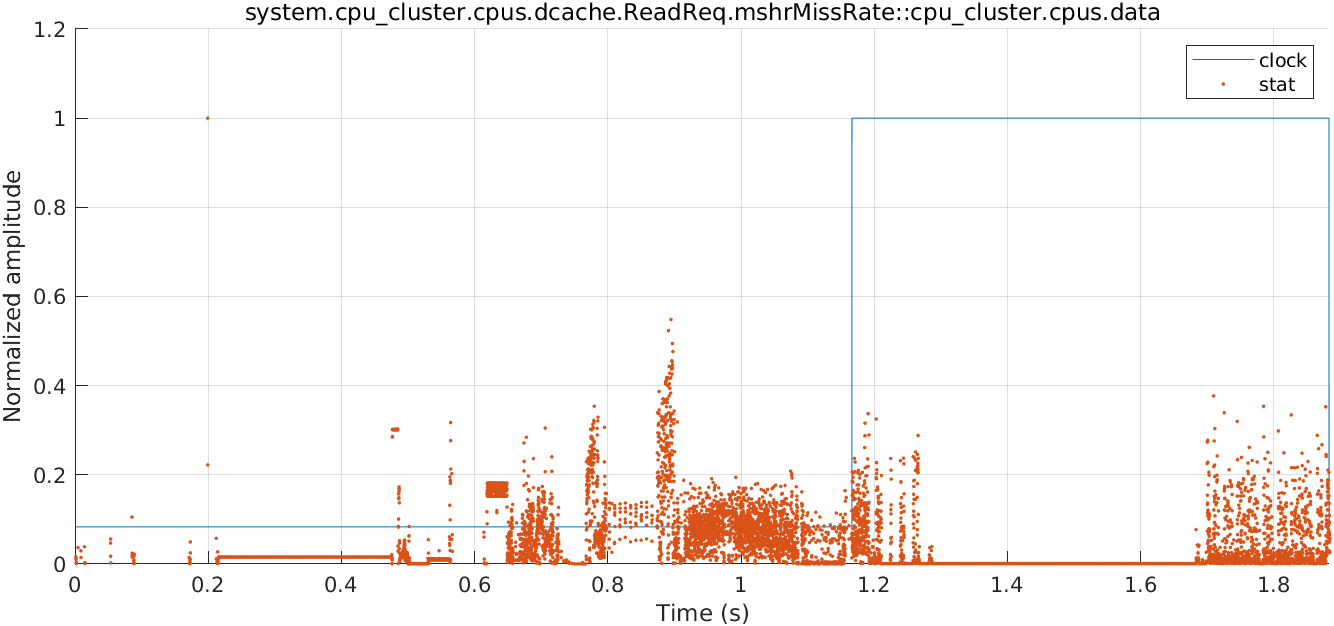 system.cpu_cluster.cpus.dcache.ReadReq.mshrMissRate::cpu_cluster.cpus.data
1.2
1
0.8
0.6
0.4
0.2
0
Normalized amplitude
clock
stat
0 0.2 0.4 0.6 0.8 1 1.2 1.4 1.6 1.8
Time (s)